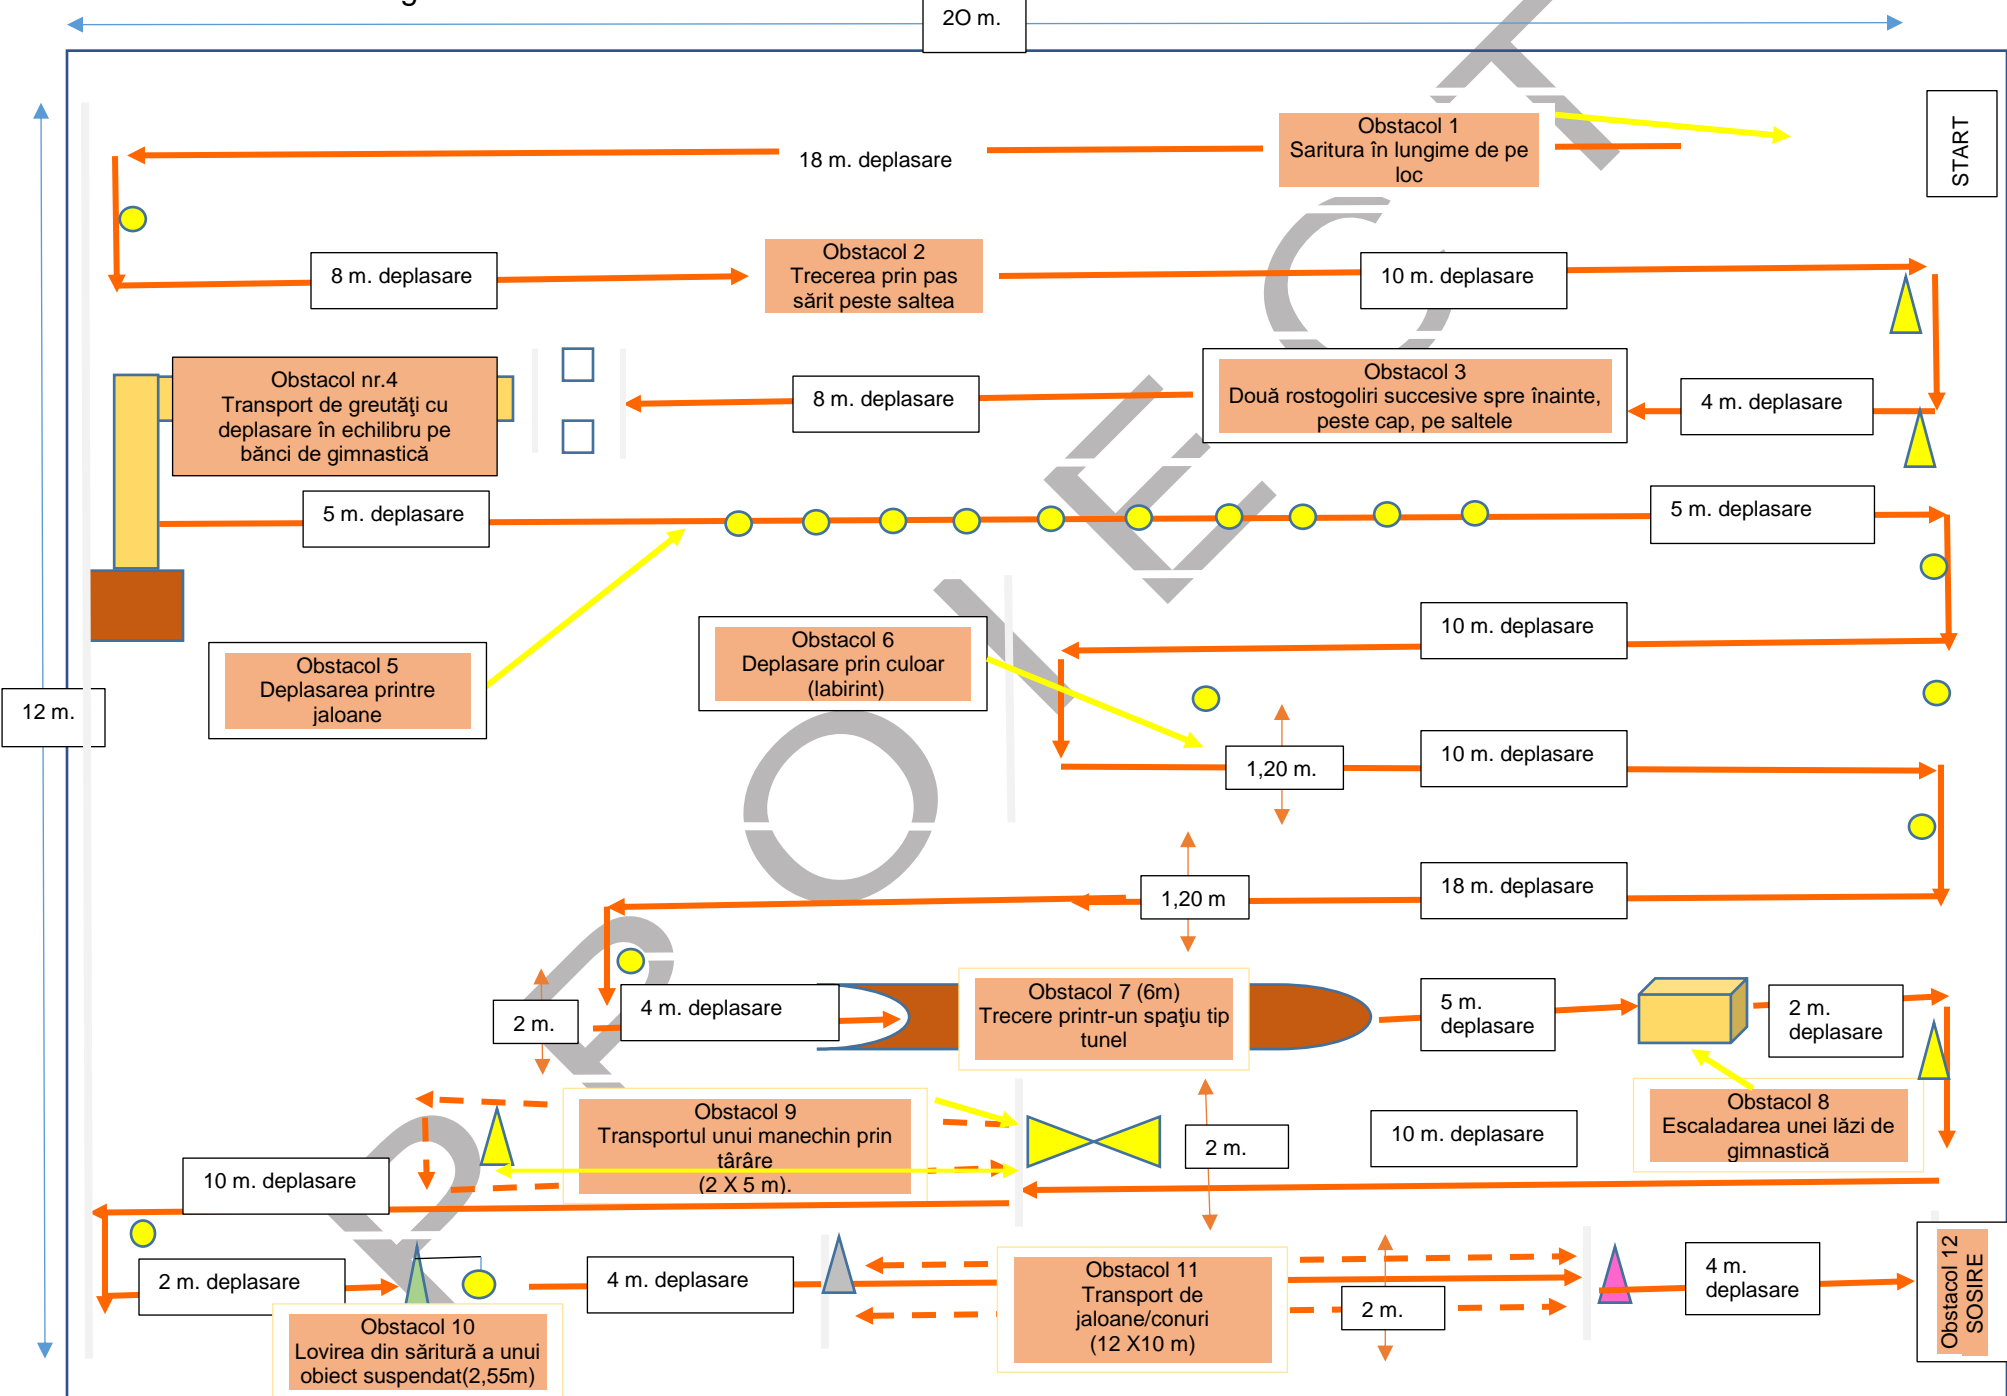 2O m.
START
Obstacol 1
Saritura în lungime de pe
loc
18 m. deplasare
8 m. deplasare
Obstacol 2
Trecerea prin pas
sărit peste saltea
10 m. deplasare
Obstacol nr.4
Transport de greutăţi cu
deplasare în echilibru pe
bănci de gimnastică
8 m. deplasare
Obstacol 3
Două rostogoliri succesive spre înainte,
peste cap, pe saltele
4 m. deplasare
5 m. deplasare
5 m. deplasare
Obstacol 5
Deplasarea printre
jaloane
Obstacol 6
Deplasare prin culoar
(labirint)
10 m. deplasare
12 m.
1,20 m.
10 m. deplasare
1,20 m
18 m. deplasare
2 m.
4 m. deplasare
Obstacol 7 (6m)
Trecere printr-un spaţiu tip
tunel
5 m.
deplasare
2 m.
deplasare
Obstacol 8
Escaladarea unei lăzi de
gimnastică
Obstacol 9
Transportul unui manechin prin
târâre
(2 X 5 m).
2 m.
10 m. deplasare
10 m. deplasare
2 m. deplasare
Obstacol 10
Lovirea din săritură a unui
obiect suspendat(2,55m)
4 m. deplasare
Obstacol 11
Transport de
jaloane/conuri
(12 X10 m)
2 m.
4 m.
deplasare
Obstacol 12
SOSIRE
PROIECT